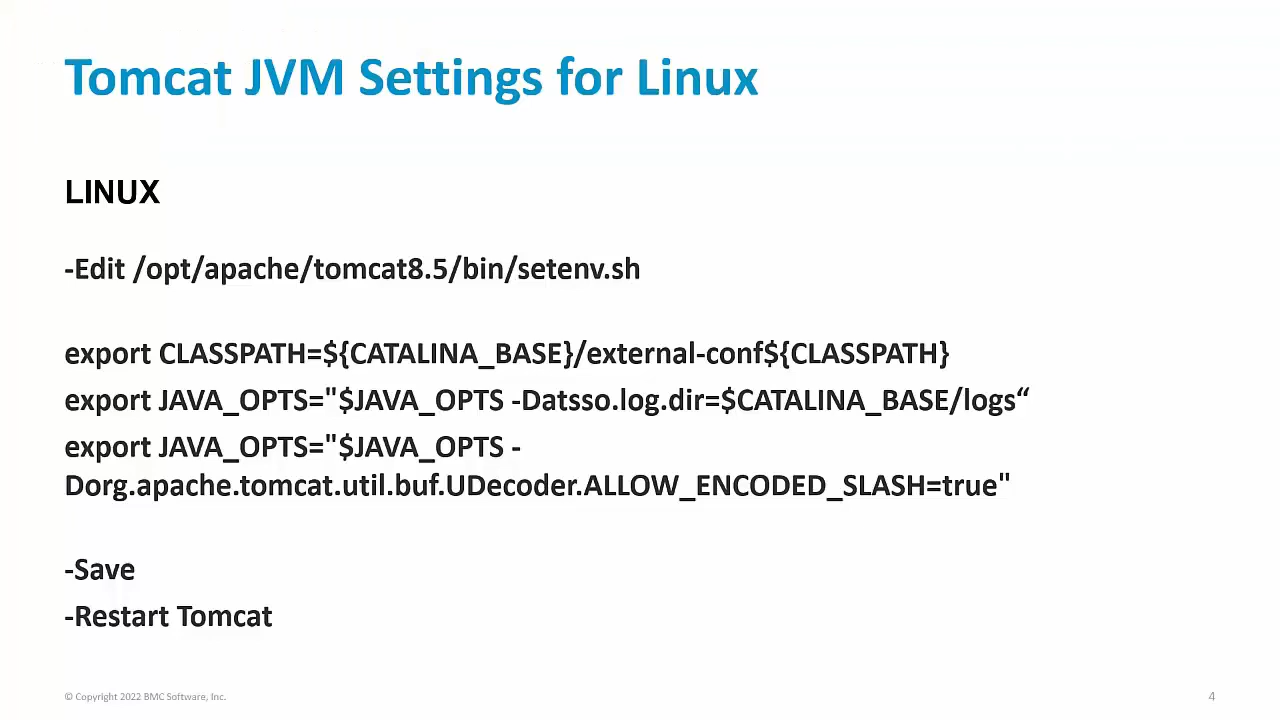 Tomcat JVM Settings for Linux
LINUX
-Edit /opt/apache/tomcat8.5/bin/setenv.sh
export CLASSPATH=${CATALINA_BASE}/external-conf${CLASSPATH}
export JAVA_OPTS="$JAVA_OPTS -Datsso.log.dir=$CATALINA_BASE/logs“
export JAVA_OPTS="$JAVA_OPTS -
Dorg.apache.tomcat.util.buf.UDecoder.ALLOW_ENCODED_SLASH=true"
-Save
-Restart Tomcat
© Copyright 2022 BMC Software, Inc.
4